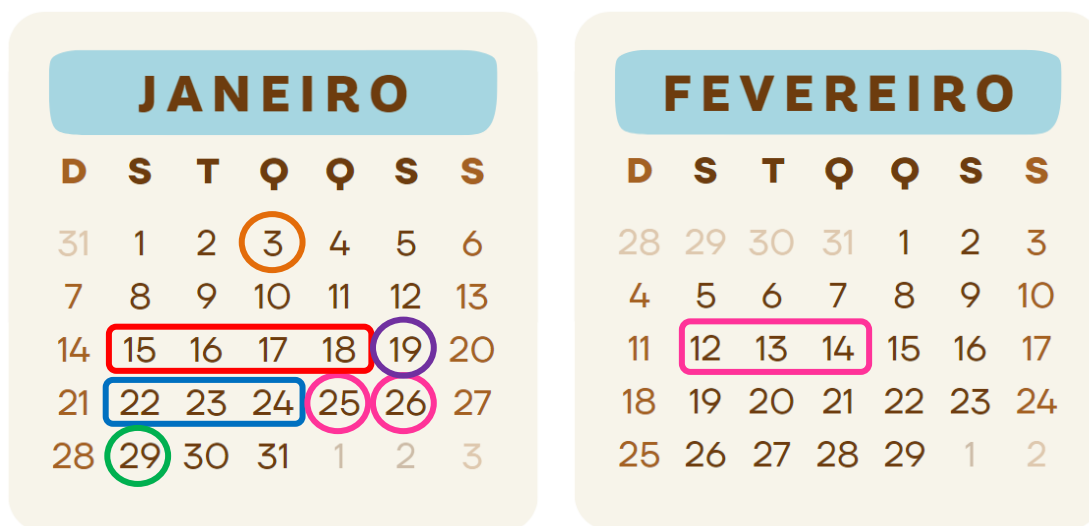 JANEIRO
D S T Q Q S S
31 1 2 3 4 5 6
7 8 9 10 11 12 13
14 15 16 17 18 19 20
21 22 23 24 25 26 27
28 29 30 31 1 2 3
FEVEREIRO
D S T Q Q S S
28 29 30 31 1 2 3
4 5 6 7 8 9 10
11 12 13 14 15 16 17
18 19 20 21 22 23 24
25 26 27 28 29 1 2